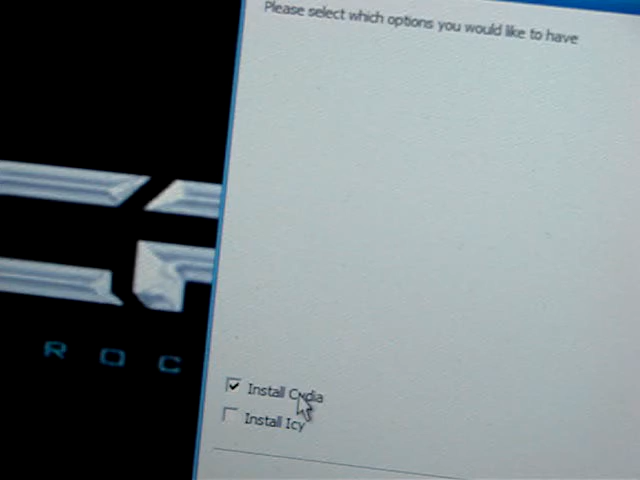 Please select which options you would like to have
R O C
Install Cydia
Install Icy